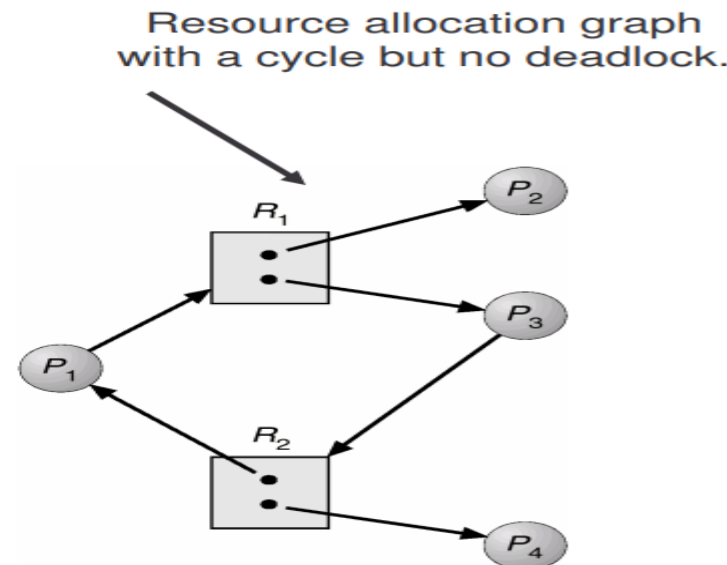 Resource allocation graph
with a cycle but no deadlock.
P2
R1
P3
P1
R2
P4